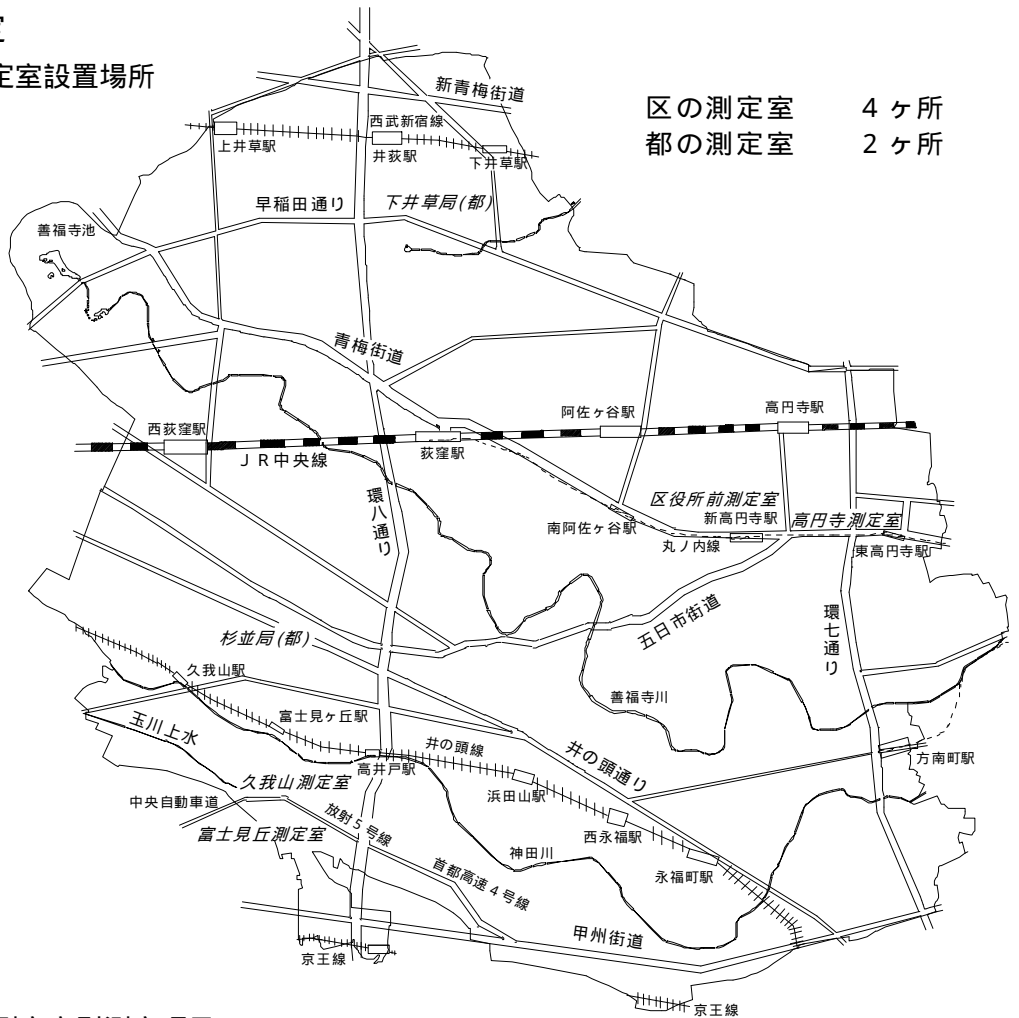 定室設置場所
区の測定室 4ヶ所
都の測定室 2ヶ所
新青梅街道
西武新宿線
上井草駅
井荻駅
下井草駅
早稲田通り
下井草局(都)
善福寺池
青梅街道
阿佐ヶ谷駅
高円寺駅
西荻窪駅
荻窪駅
JR中央線
環八通り
区役所前測定室
新高円寺駅
高円寺測定室
南阿佐ヶ谷駅
丸ノ内線
東高円寺駅
五日市街道
環七通り
杉並局(都)
久我山駅
善福寺川
富士見ヶ丘駅
玉川上水
井の頭線
井の頭通り
方南町駅
高井戸駅
久我山測定室
浜田山駅
中央自動車道
放射5号線
富士見丘測定室
西永福駅
神田川
首都高速4号線
永福町駅
甲州街道
京王線
京王線